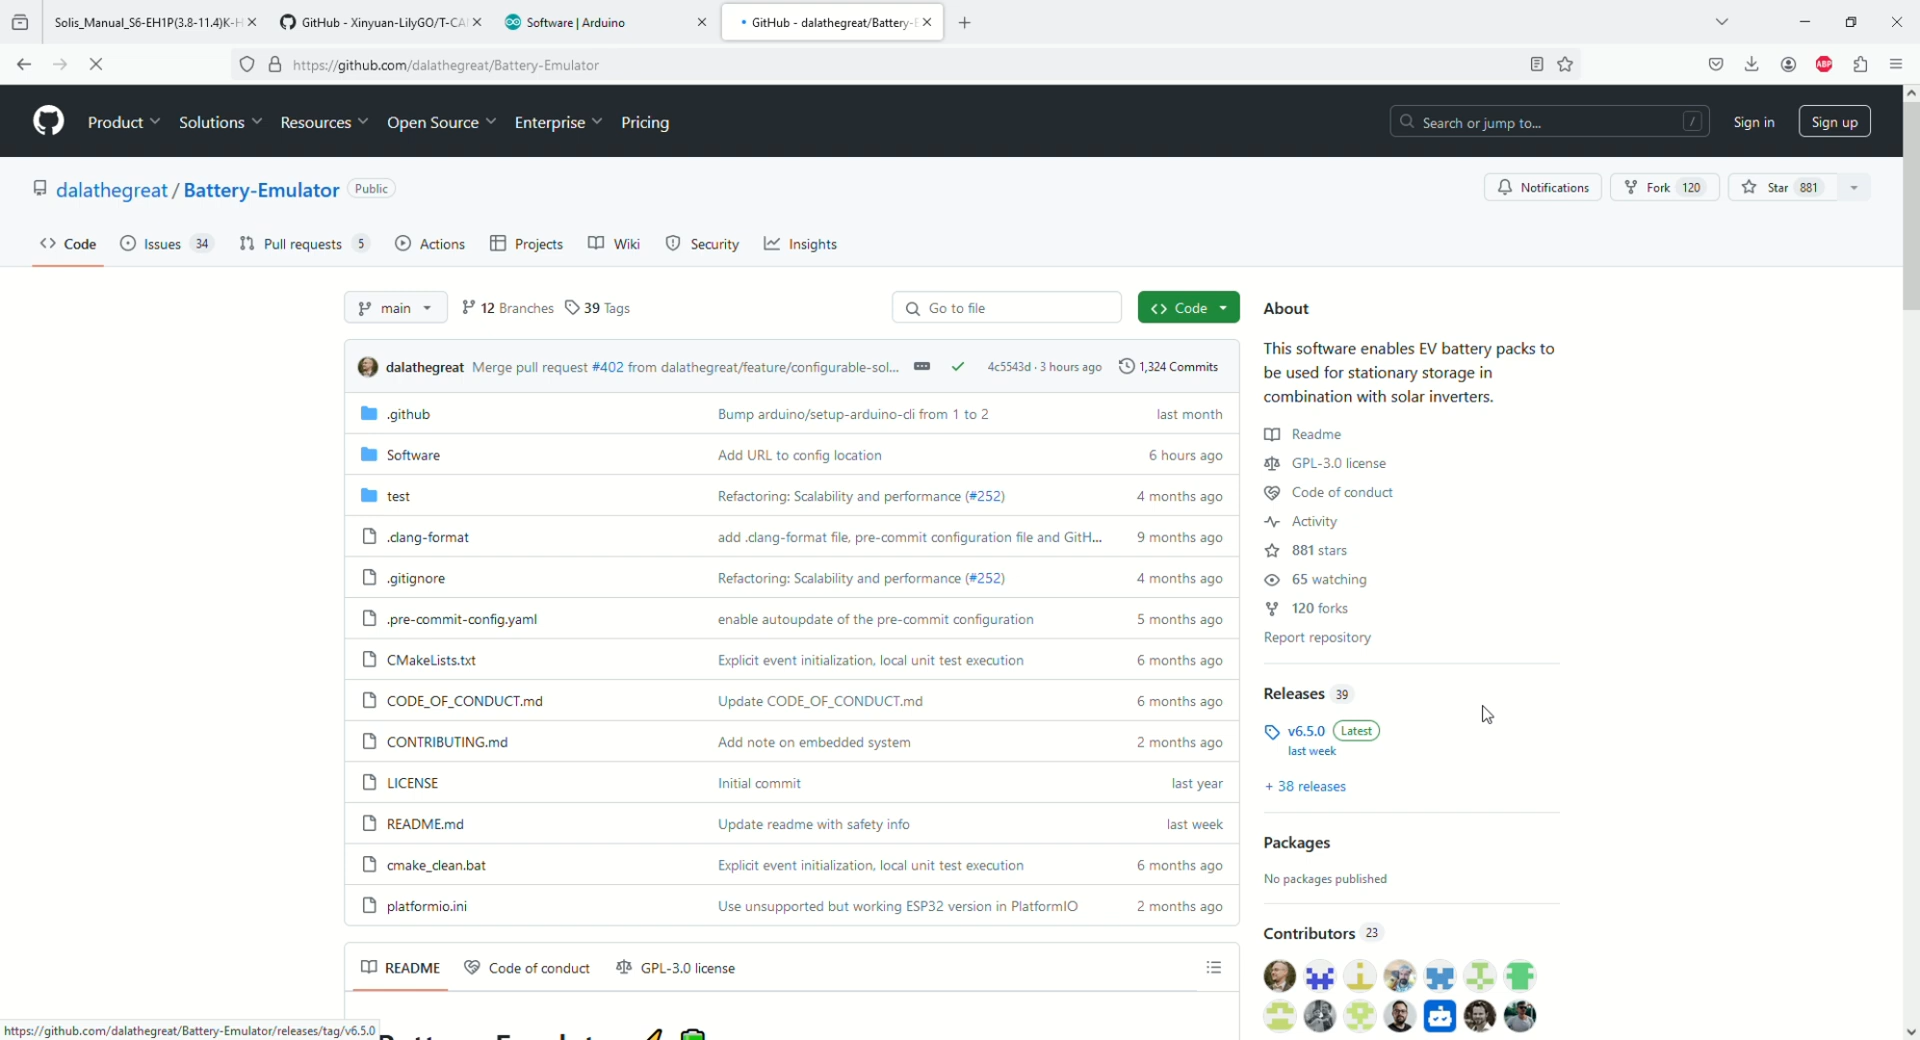 Solis_Manual_S6-EH1P(3.8-11.4)K-H
GitHub - Xinyuan-LilyGO/T-CA
Software | Arduino
GitHub - dalathegreat/Battery-E
https://github.com/dalathegreat/Battery-Emulator
ABP
Product Solutions Resources Open Source Enterprise Pricing
Search or jump to... /
Sign in
Sign up
dalathegreat / Battery-Emulator Public
Notifications
Fork 120
Star 881
Code
Issues 34
Pull requests 5
Actions
Projects
Wiki
Security
Insights
main
12 Branches
39 Tags
Go to file
Code
dalathegreat Merge pull request #402 from dalathegreat/feature/configurable-sol... 4c5543d · 3 hours ago 1,324 Commits
.github Bump arduino/setup-arduino-cli from 1 to 2 last month
Software Add URL to config location 6 hours ago
test Refactoring: Scalability and performance (#252) 4 months ago
.clang-format add .clang-format file, pre-commit configuration file and GitH... 9 months ago
.gitignore Refactoring: Scalability and performance (#252) 4 months ago
.pre-commit-config.yaml enable autoupdate of the pre-commit configuration 5 months ago
CMakeLists.txt Explicit event initialization, local unit test execution 6 months ago
CODE_OF_CONDUCT.md Update CODE_OF_CONDUCT.md 6 months ago
CONTRIBUTING.md Add note on embedded system 2 months ago
LICENSE Initial commit last year
README.md Update readme with safety info last week
cmake_clean.bat Explicit event initialization, local unit test execution 6 months ago
platformio.ini Use unsupported but working ESP32 version in PlatformIO 2 months ago
README
Code of conduct
GPL-3.0 license
Battery-Emulator
About
This software enables EV battery packs to
be used for stationary storage in
combination with solar inverters.
Readme
GPL-3.0 license
Code of conduct
Activity
881 stars
65 watching
120 forks
Report repository
Releases 39
v6.5.0 Latest
last week
+ 38 releases
Packages
No packages published
Contributors 23
https://github.com/dalathegreat/Battery-Emulator/releases/tag/v6.5.0